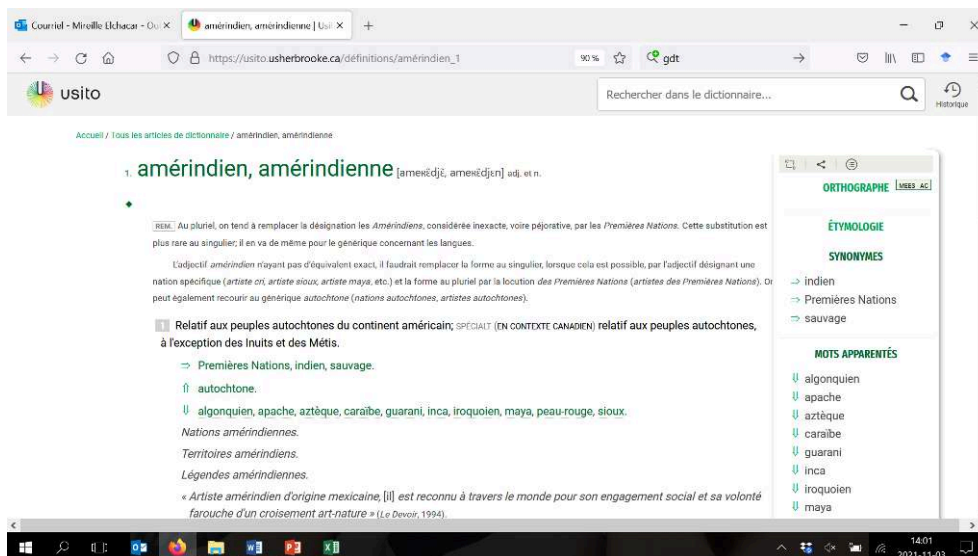 Courriel - Mireille Elchacar - Ou
amérindien, amérindienne | Usi
https://usito.usherbrooke.ca/définitions/amérindien_1
90 %
gdt
usito
Rechercher dans le dictionnaire...
Historique
Accueil / Tous les articles de dictionnaire / amérindien, amérindienne
1. amérindien, amérindienne [ameʀɛ̃djɛ̃, ameʀɛ̃djɛn] adj. et n.
REM. Au pluriel, on tend à remplacer la désignation les Amérindiens, considérée inexacte, voire péjorative, par les Premières Nations. Cette substitution est
plus rare au singulier; il en va de même pour le générique concernant les langues.
L'adjectif amérindien n'ayant pas d'équivalent exact, il faudrait remplacer la forme au singulier, lorsque cela est possible, par l'adjectif désignant une
nation spécifique (artiste cri, artiste sioux, artiste maya, etc.) et la forme au pluriel par la locution des Premières Nations (artistes des Premières Nations). On
peut également recourir au générique autochtone (nations autochtones, artistes autochtones).
1 Relatif aux peuples autochtones du continent américain; SPÉCIALT (EN CONTEXTE CANADIEN) relatif aux peuples autochtones,
à l'exception des Inuits et des Métis.
⇒ Premières Nations, indien, sauvage.
⇑ autochtone.
⇓ algonquien, apache, aztèque, caraïbe, guarani, inca, iroquoien, maya, peau-rouge, sioux.
Nations amérindiennes.
Territoires amérindiens.
Légendes amérindiennes.
« Artiste amérindien d'origine mexicaine, [il] est reconnu à travers le monde pour son engagement social et sa volonté
farouche d'un croisement art-nature » (Le Devoir, 1994).
ORTHOGRAPHE MEES AC
ÉTYMOLOGIE
SYNONYMES
⇒ indien
⇒ Premières Nations
⇒ sauvage
MOTS APPARENTÉS
⇓ algonquien
⇓ apache
⇓ aztèque
⇓ caraïbe
⇓ guarani
⇓ inca
⇓ iroquoien
⇓ maya
14:01
2021-11-03